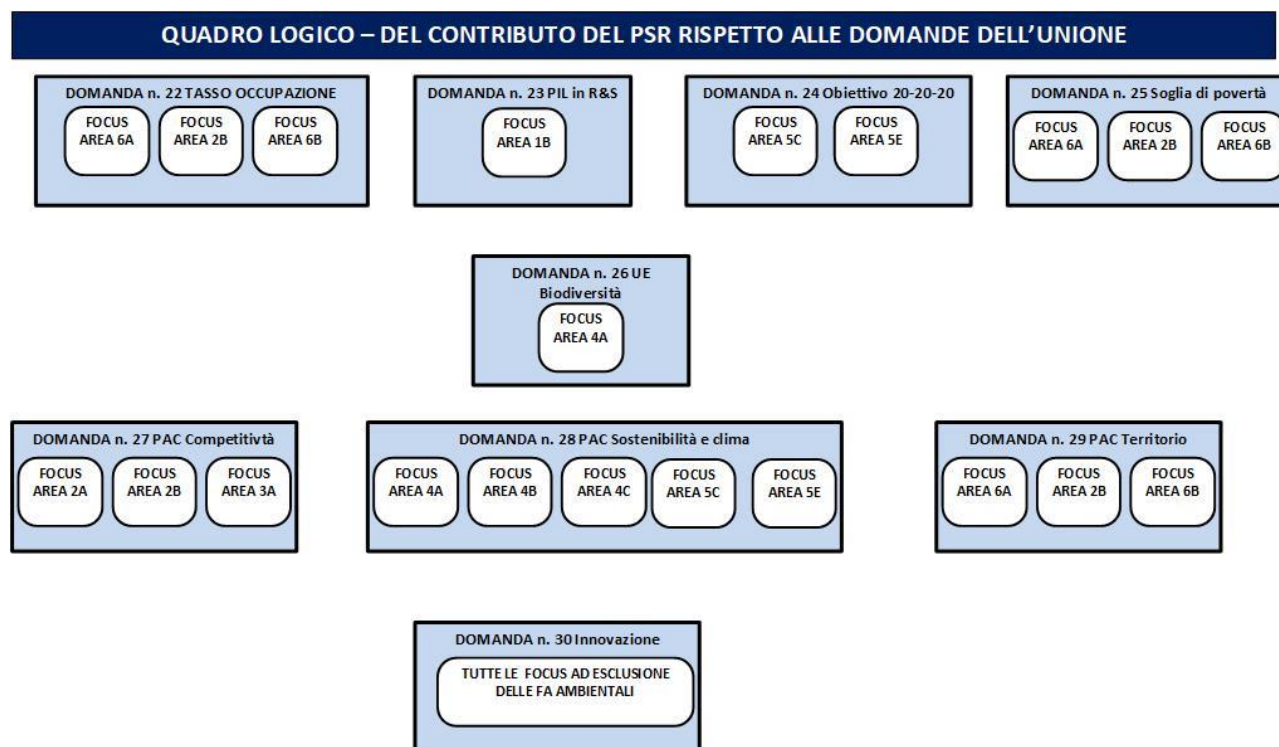 QUADRO LOGICO – DEL CONTRIBUTO DEL PSR RISPETTO ALLE DOMANDE DELL'UNIONE
DOMANDA n. 22 TASSO OCCUPAZIONE
FOCUS
AREA 6A
FOCUS
AREA 2B
FOCUS
AREA 6B
DOMANDA n. 23 PIL in R&S
FOCUS
AREA 1B
DOMANDA n. 24 Obiettivo 20-20-20
FOCUS
AREA 5C
FOCUS
AREA 5E
DOMANDA n. 25 Soglia di povertà
FOCUS
AREA 6A
FOCUS
AREA 2B
FOCUS
AREA 6B
DOMANDA n. 26 UE
Biodiversità
FOCUS
AREA 4A
DOMANDA n. 27 PAC Competitivtà
FOCUS
AREA 2A
FOCUS
AREA 2B
FOCUS
AREA 3A
DOMANDA n. 28 PAC Sostenibilità e clima
FOCUS
AREA 4A
FOCUS
AREA 4B
FOCUS
AREA 4C
FOCUS
AREA 5C
FOCUS
AREA 5E
DOMANDA n. 29 PAC Territorio
FOCUS
AREA 6A
FOCUS
AREA 2B
FOCUS
AREA 6B
DOMANDA n. 30 Innovazione
TUTTE LE FOCUS AD ESCLUSIONE
DELLE FA AMBIENTALI